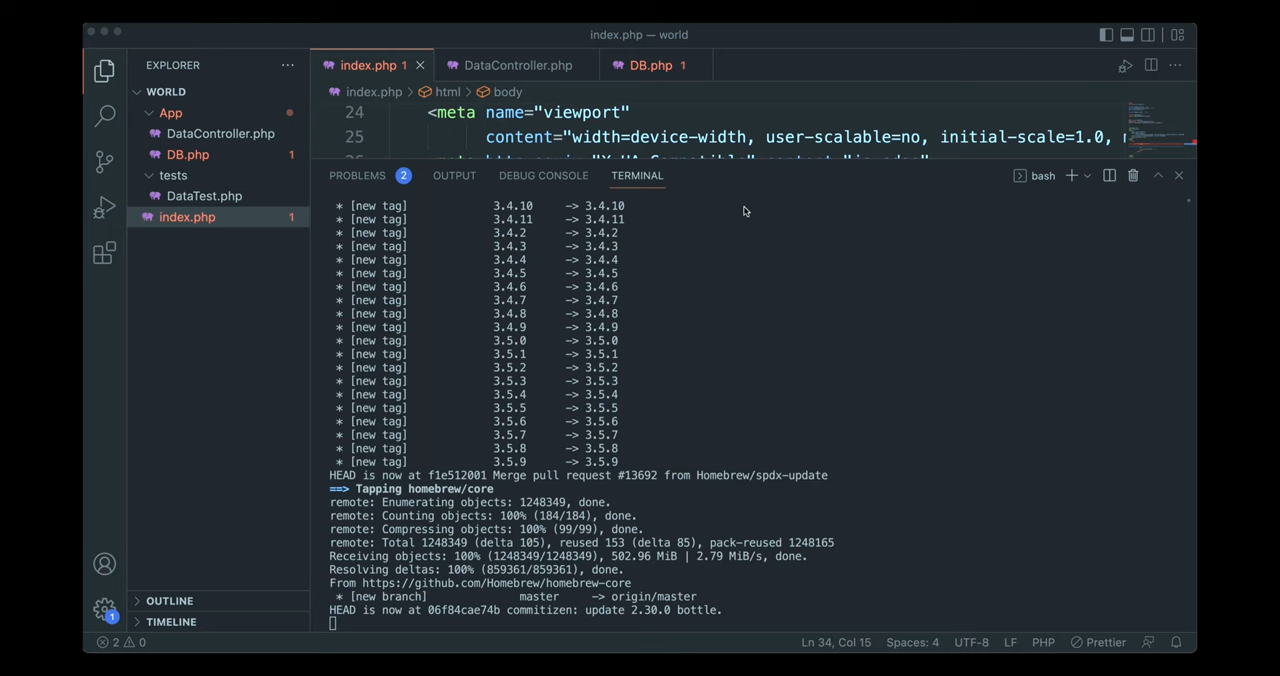 index.php — world
EXPLORER
index.php 1
DataController.php
DB.php 1
WORLD
App
DataController.php
DB.php 1
tests
DataTest.php
index.php 1
OUTLINE
TIMELINE
index.php > html > body
24 <meta name="viewport"
25 content="width=device-width, user-scalable=no, initial-scale=1.0,
PROBLEMS 2 OUTPUT DEBUG CONSOLE TERMINAL
bash
* [new tag] 3.4.10 -> 3.4.10
* [new tag] 3.4.11 -> 3.4.11
* [new tag] 3.4.2 -> 3.4.2
* [new tag] 3.4.3 -> 3.4.3
* [new tag] 3.4.4 -> 3.4.4
* [new tag] 3.4.5 -> 3.4.5
* [new tag] 3.4.6 -> 3.4.6
* [new tag] 3.4.7 -> 3.4.7
* [new tag] 3.4.8 -> 3.4.8
* [new tag] 3.4.9 -> 3.4.9
* [new tag] 3.5.0 -> 3.5.0
* [new tag] 3.5.1 -> 3.5.1
* [new tag] 3.5.2 -> 3.5.2
* [new tag] 3.5.3 -> 3.5.3
* [new tag] 3.5.4 -> 3.5.4
* [new tag] 3.5.5 -> 3.5.5
* [new tag] 3.5.6 -> 3.5.6
* [new tag] 3.5.7 -> 3.5.7
* [new tag] 3.5.8 -> 3.5.8
* [new tag] 3.5.9 -> 3.5.9
HEAD is now at f1e512001 Merge pull request #13692 from Homebrew/spdx-update
==> Tapping homebrew/core
remote: Enumerating objects: 1248349, done.
remote: Counting objects: 100% (184/184), done.
remote: Compressing objects: 100% (99/99), done.
remote: Total 1248349 (delta 105), reused 153 (delta 85), pack-reused 1248165
Receiving objects: 100% (1248349/1248349), 502.96 MiB | 2.79 MiB/s, done.
Resolving deltas: 100% (859361/859361), done.
From https://github.com/Homebrew/homebrew-core
* [new branch] master -> origin/master
HEAD is now at 06f84cae74b commitizen: update 2.30.0 bottle.
1
2 0
Ln 34, Col 15 Spaces: 4 UTF-8 LF PHP Prettier